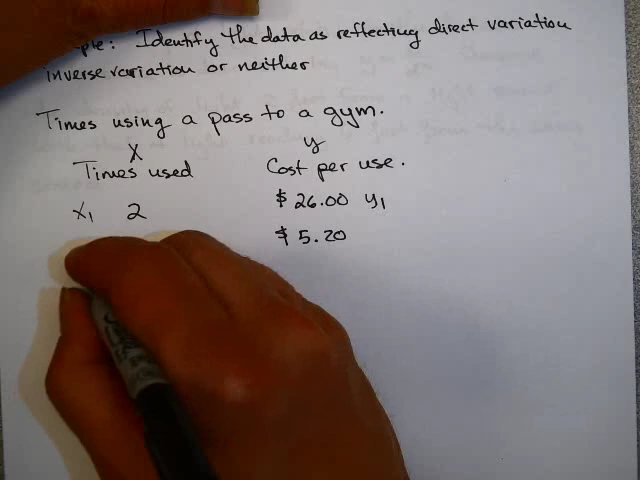 ple: Identify the data as reflecting direct variation
inverse variation or neither
Times using a pass to a gym.
x y
Times used Cost per use.
x1 2 $ 26.00 y1
$ 5.20